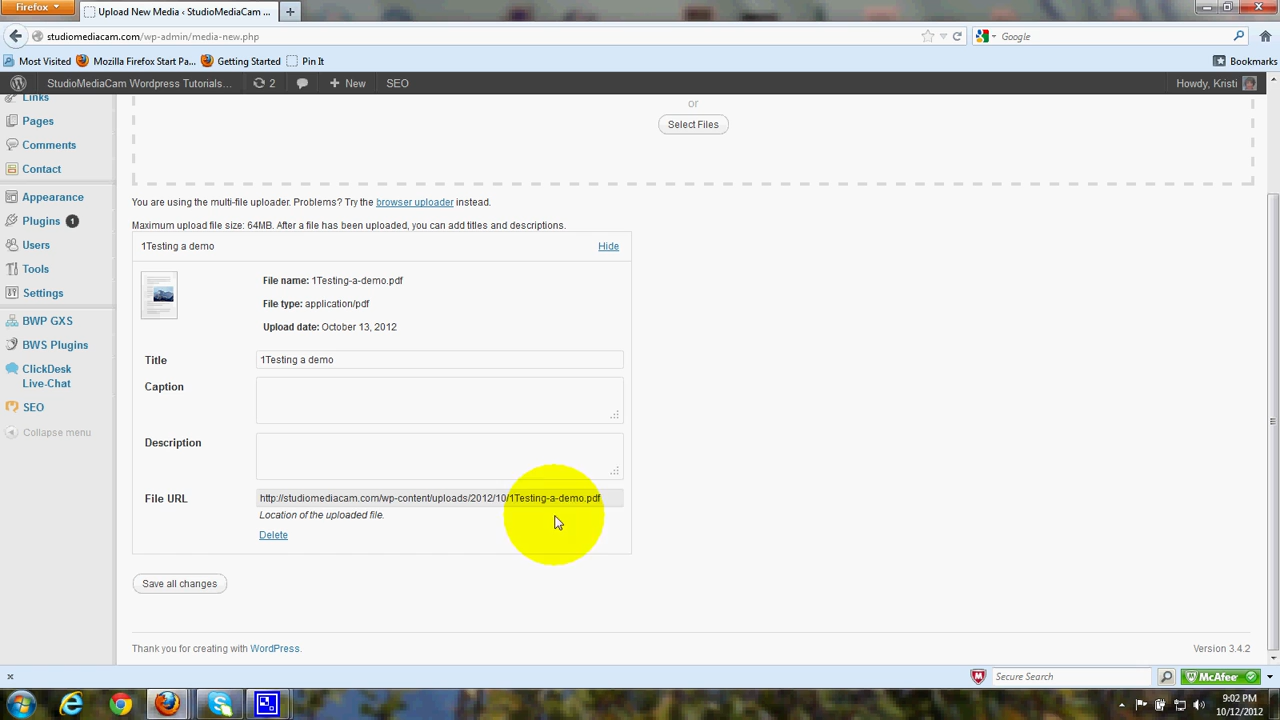 Firefox
Upload New Media ‹ StudioMediaCam ...
studiomediacam.com/wp-admin/media-new.php
Google
Most Visited
Mozilla Firefox Start Pa...
Getting Started
Pin It
Bookmarks
StudioMediaCam Wordpress Tutorials...
2
New
SEO
Howdy, Kristi
Links
Pages
Comments
Contact
Appearance
Plugins 1
Users
Tools
Settings
BWP GXS
BWS Plugins
ClickDesk
Live-Chat
SEO
Collapse menu
or
Select Files
You are using the multi-file uploader. Problems? Try the browser uploader instead.
Maximum upload file size: 64MB. After a file has been uploaded, you can add titles and descriptions.
1Testing a demo
Hide
File name: 1Testing-a-demo.pdf
File type: application/pdf
Upload date: October 13, 2012
Title
1Testing a demo
Caption
Description
File URL
http://studiomediacam.com/wp-content/uploads/2012/10/1Testing-a-demo.pdf
Location of the uploaded file.
Delete
Save all changes
Thank you for creating with WordPress.
Version 3.4.2
Secure Search
McAfee
9:02 PM
10/12/2012